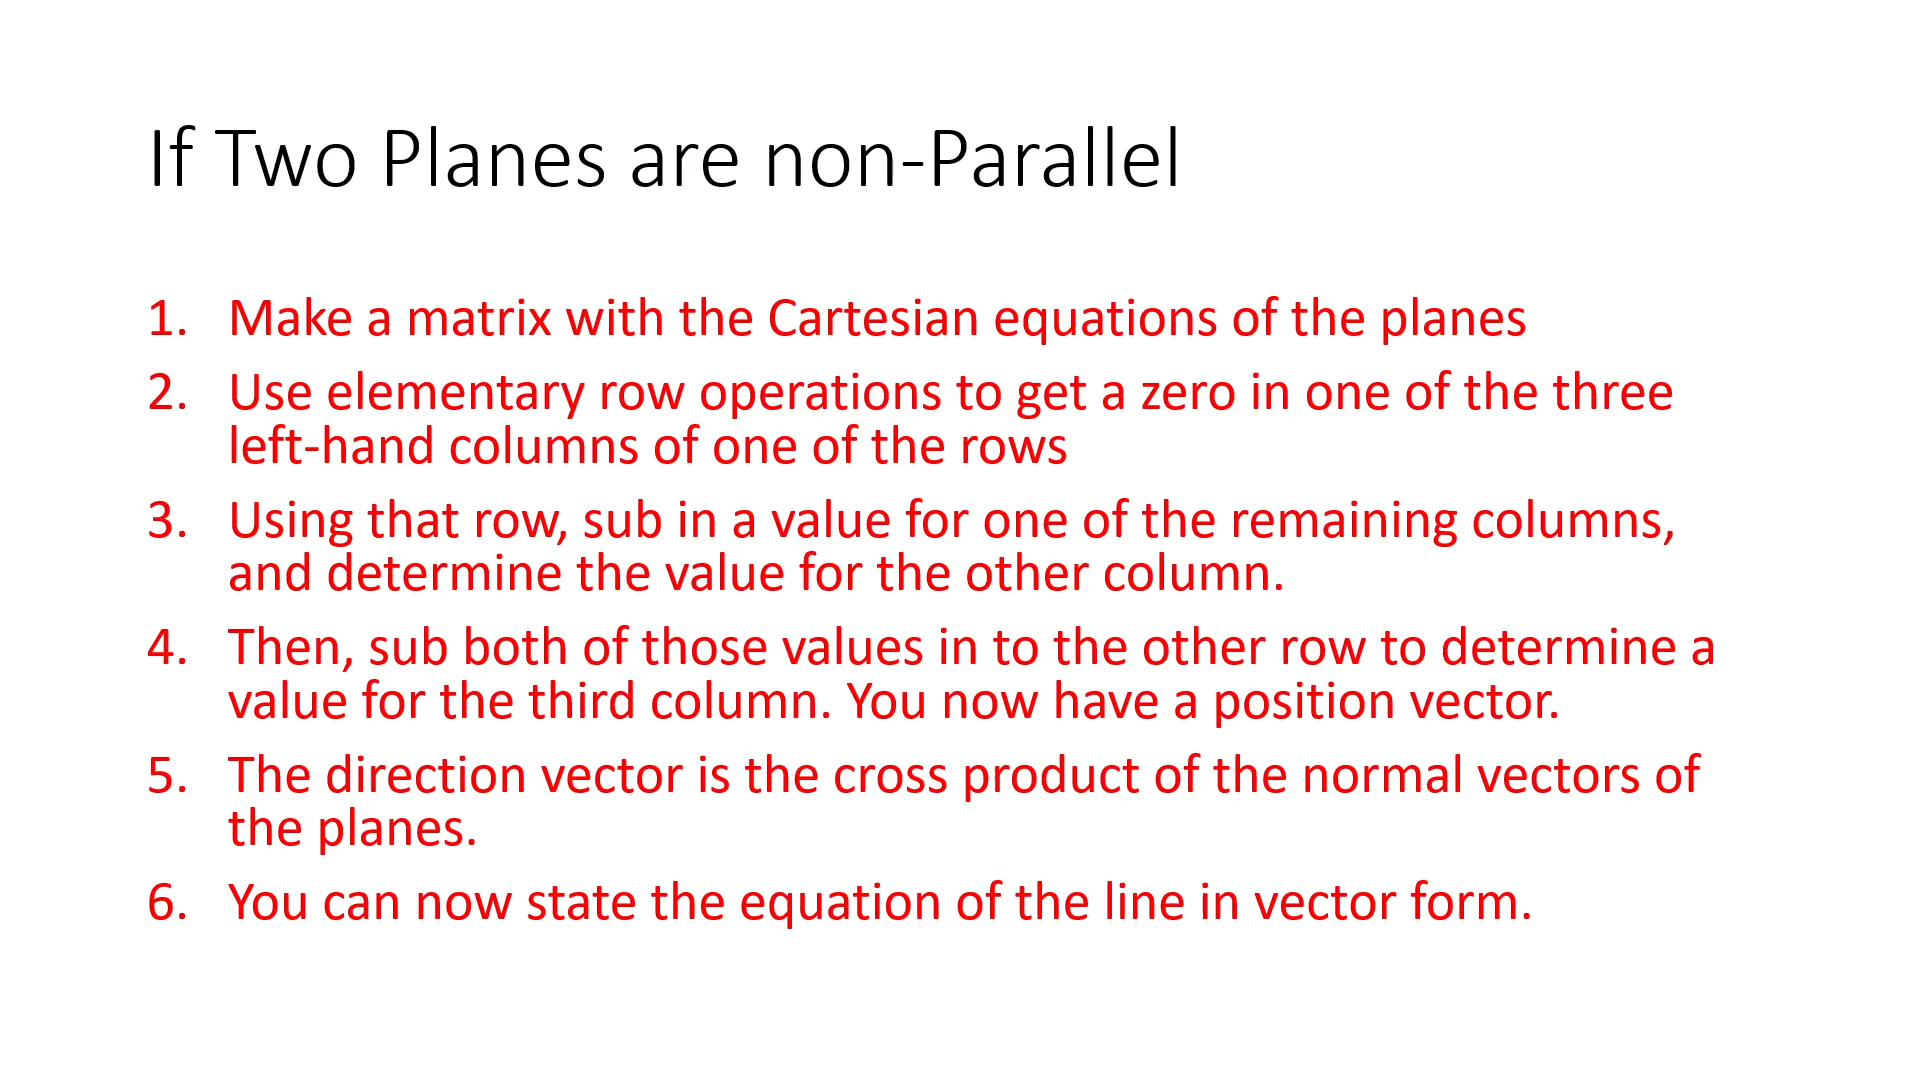 If Two Planes are non-Parallel
1. Make a matrix with the Cartesian equations of the planes
2. Use elementary row operations to get a zero in one of the three
left-hand columns of one of the rows
3. Using that row, sub in a value for one of the remaining columns,
and determine the value for the other column.
4. Then, sub both of those values in to the other row to determine a
value for the third column. You now have a position vector.
5. The direction vector is the cross product of the normal vectors of
the planes.
6. You can now state the equation of the line in vector form.